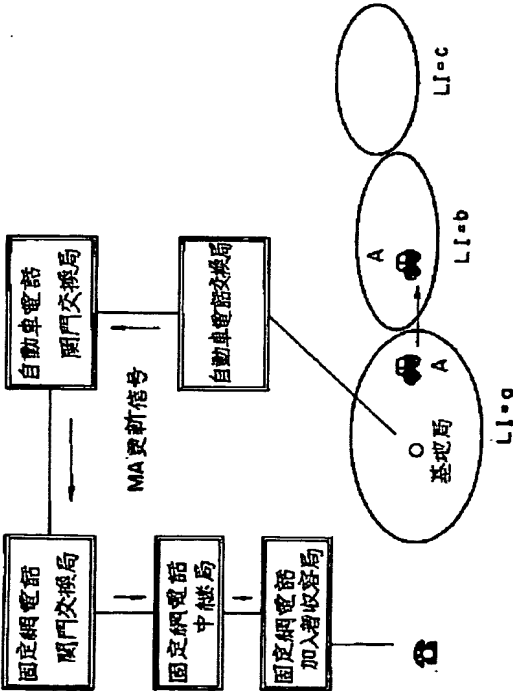 固定網電話
関門交換局
固定網電話
中継局
固定網電話
加入者収容局
自動車電話
関門交換局
MA更新信号
自動車電話交換局
基地局
A
A
LI=a
LI=b
LI=c